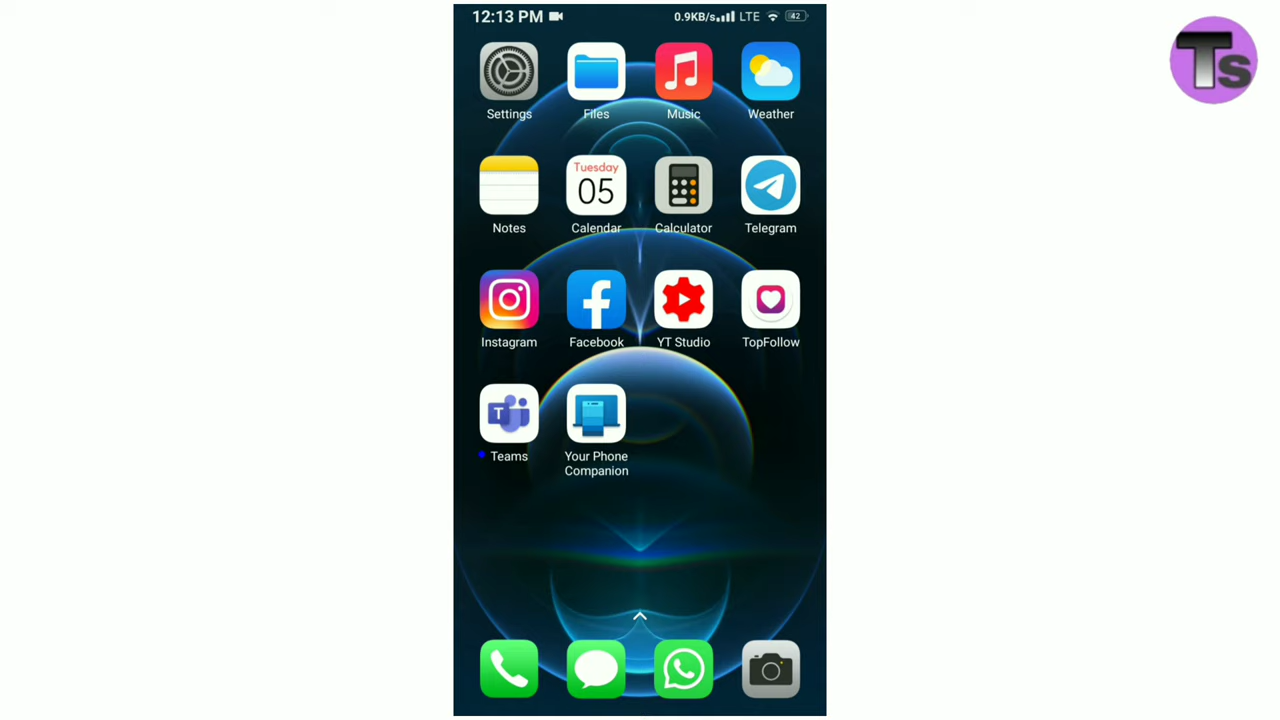 12:13 PM 0.9KB/s LTE 42
Ts
Settings Files Music Weather
Tuesday
05
Notes Calendar Calculator Telegram
Instagram Facebook YT Studio TopFollow
T
Teams Your Phone
Companion